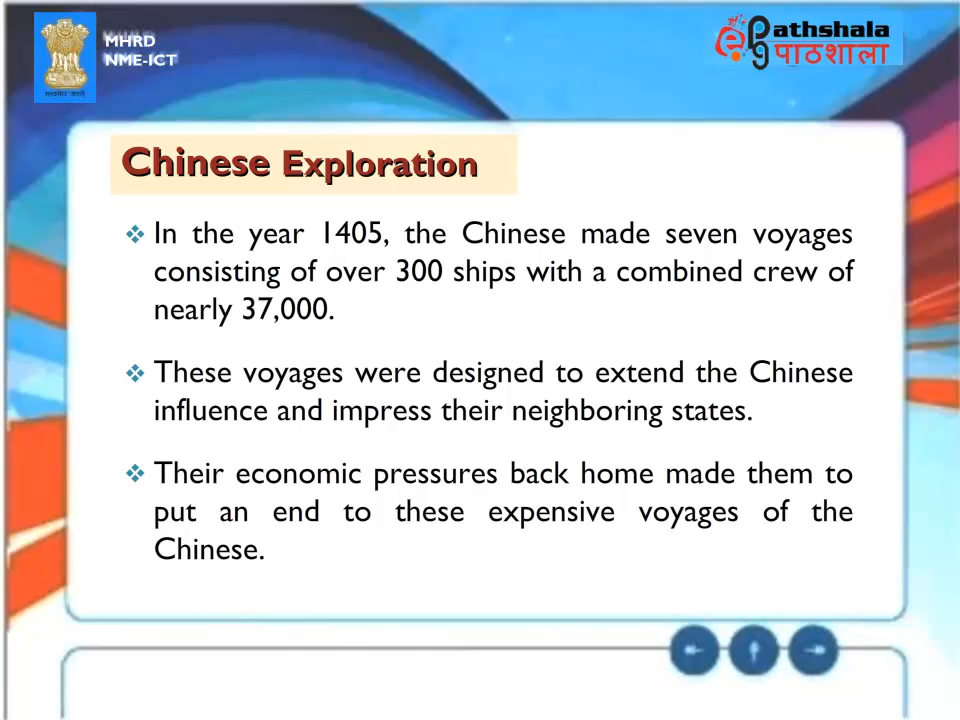 MHRD
NME-ICT
ePathshala
पाठशाला
Chinese Exploration
In the year 1405, the Chinese made seven voyages
consisting of over 300 ships with a combined crew of
nearly 37,000.
These voyages were designed to extend the Chinese
influence and impress their neighboring states.
Their economic pressures back home made them to
put an end to these expensive voyages of the
Chinese.